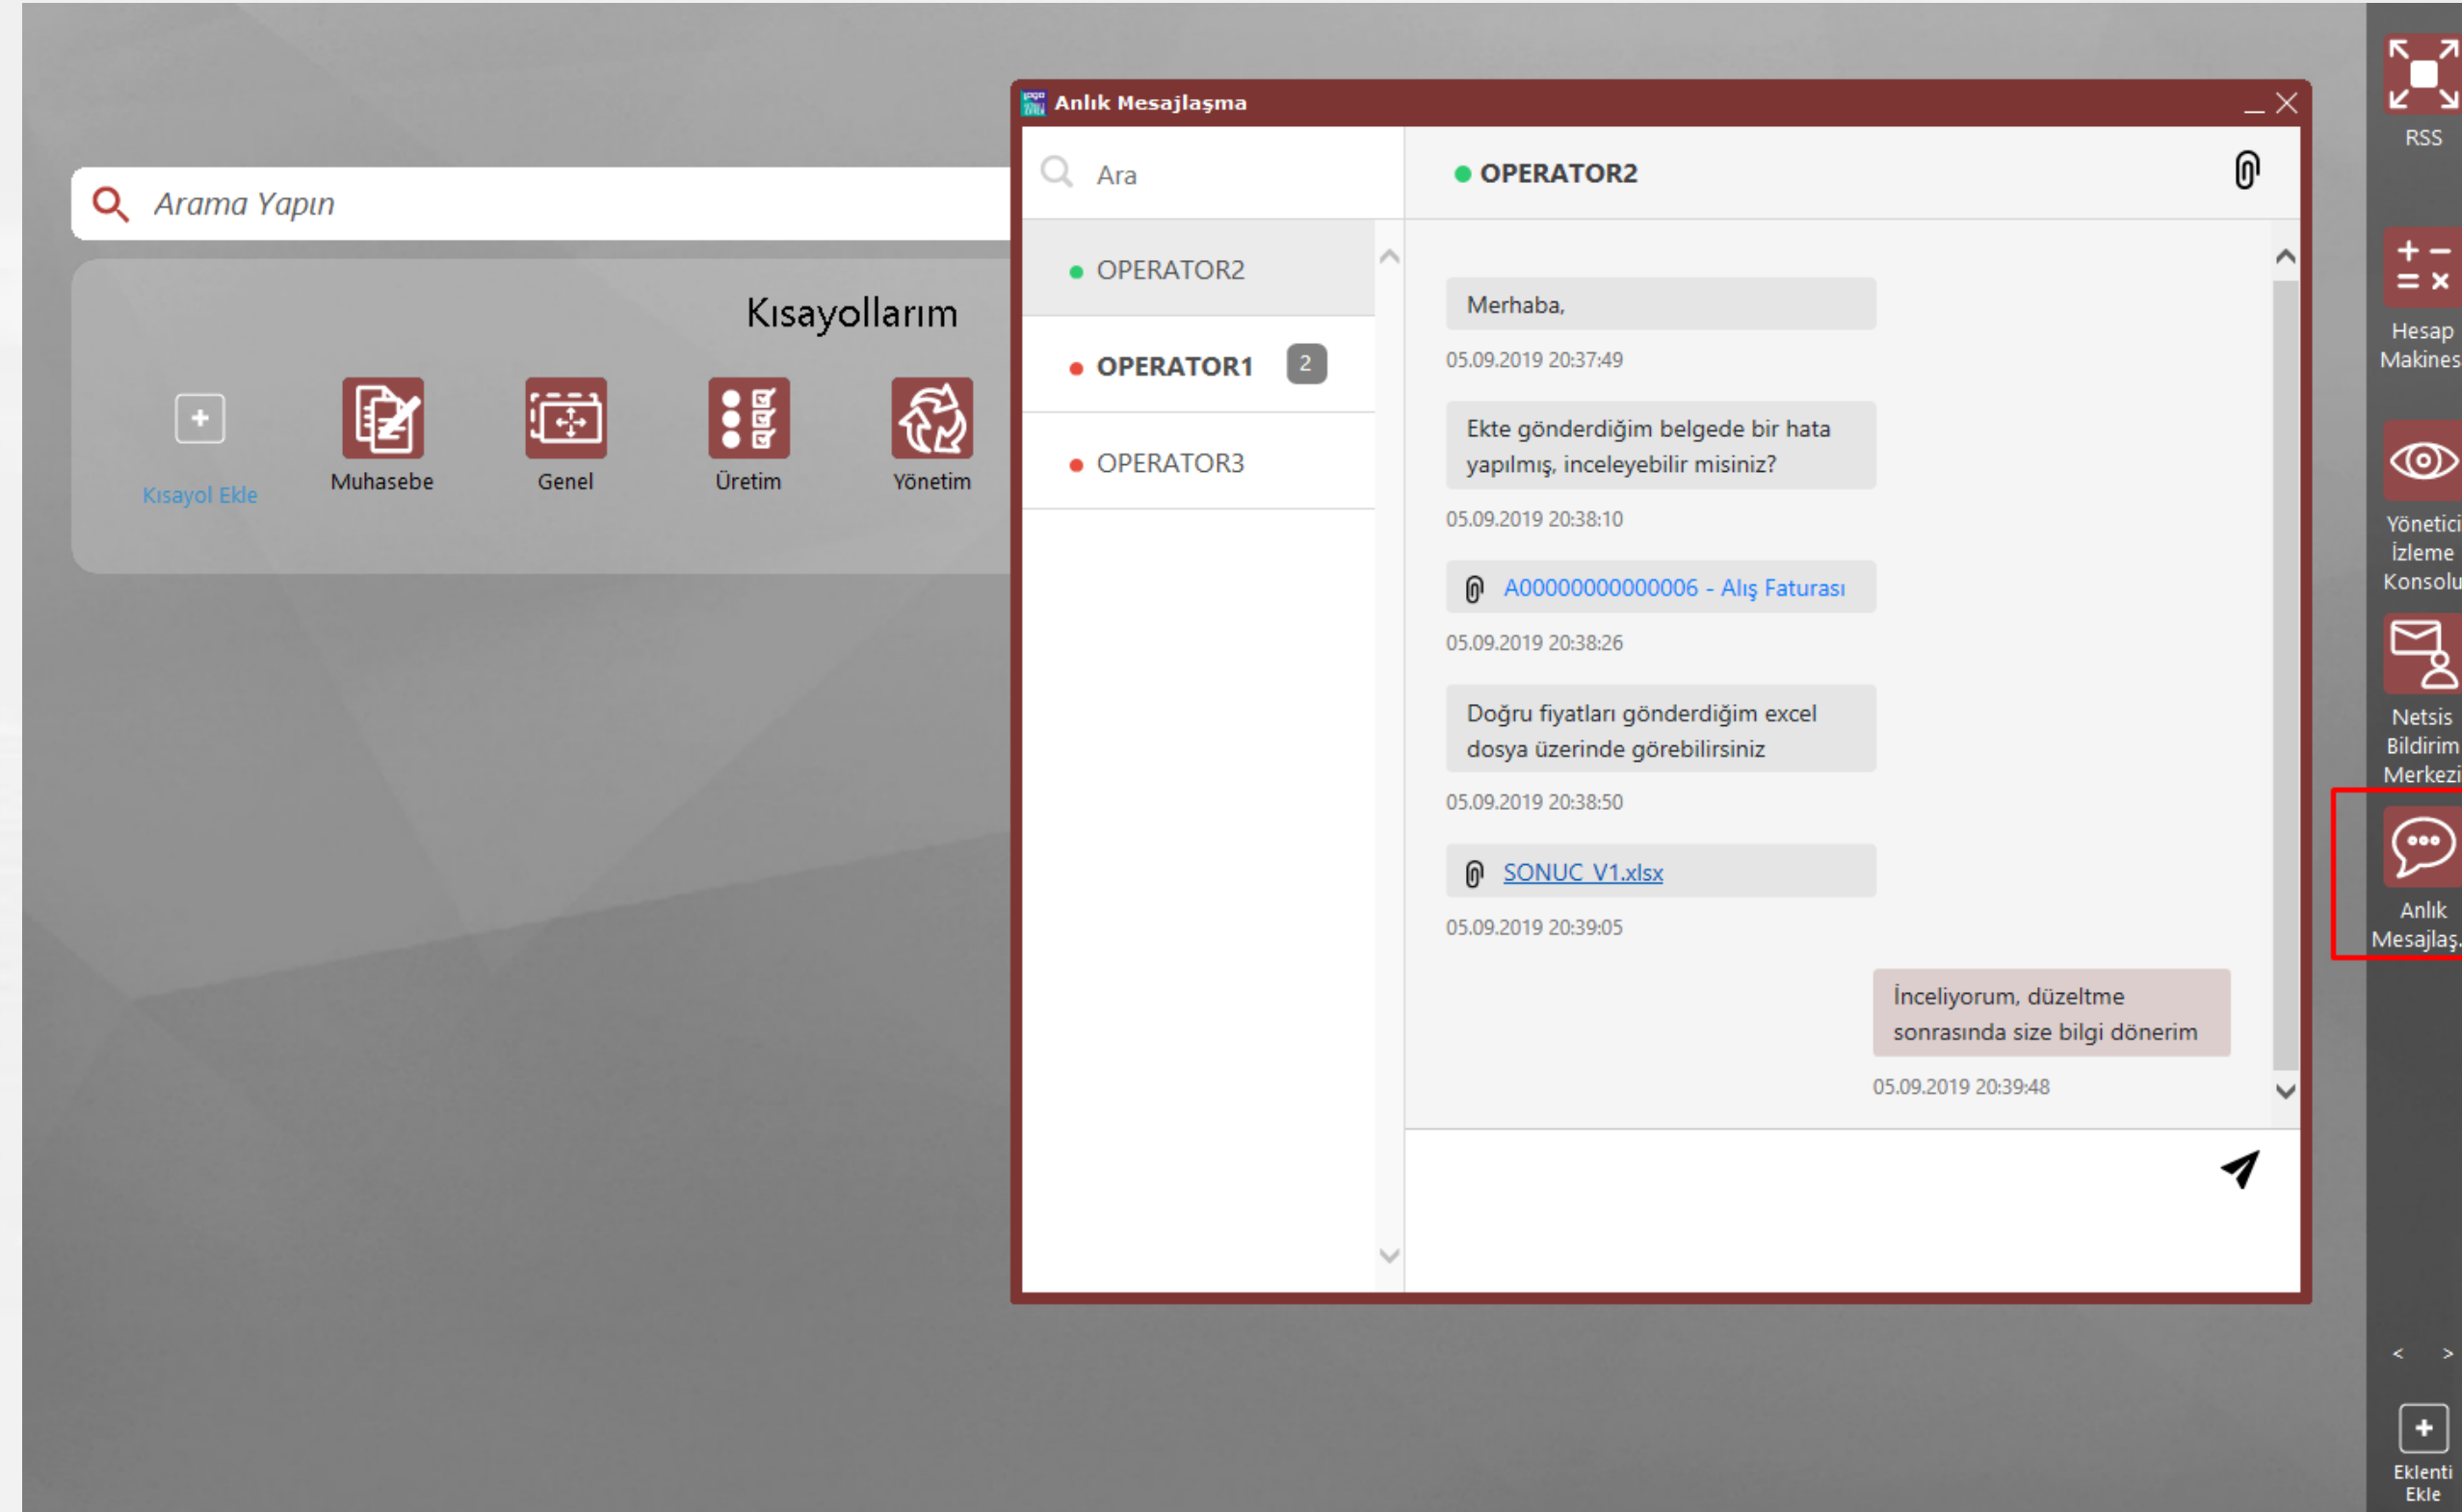 Arama Yapın
Kısayollarım
Kısayol Ekle
Muhasebe
Genel
Üretim
Yönetim
Anlık Mesajlaşma
Ara
OPERATOR2
OPERATOR1 2
OPERATOR3
OPERATOR2
Merhaba,
05.09.2019 20:37:49
Ekte gönderdiğim belgede bir hata
yapılmış, inceleyebilir misiniz?
05.09.2019 20:38:10
A00000000000006 - Alış Faturası
05.09.2019 20:38:26
Doğru fiyatları gönderdiğim excel
dosya üzerinde görebilirsiniz
05.09.2019 20:38:50
SONUC_V1.xlsx
05.09.2019 20:39:05
İnceliyorum, düzeltme
sonrasında size bilgi dönerim
05.09.2019 20:39:48
RSS
Hesap
Makines
Yönetici
İzleme
Konsolu
Netsis
Bildirim
Merkezi
Anlık
Mesajlaş.
< >
Eklenti
Ekle